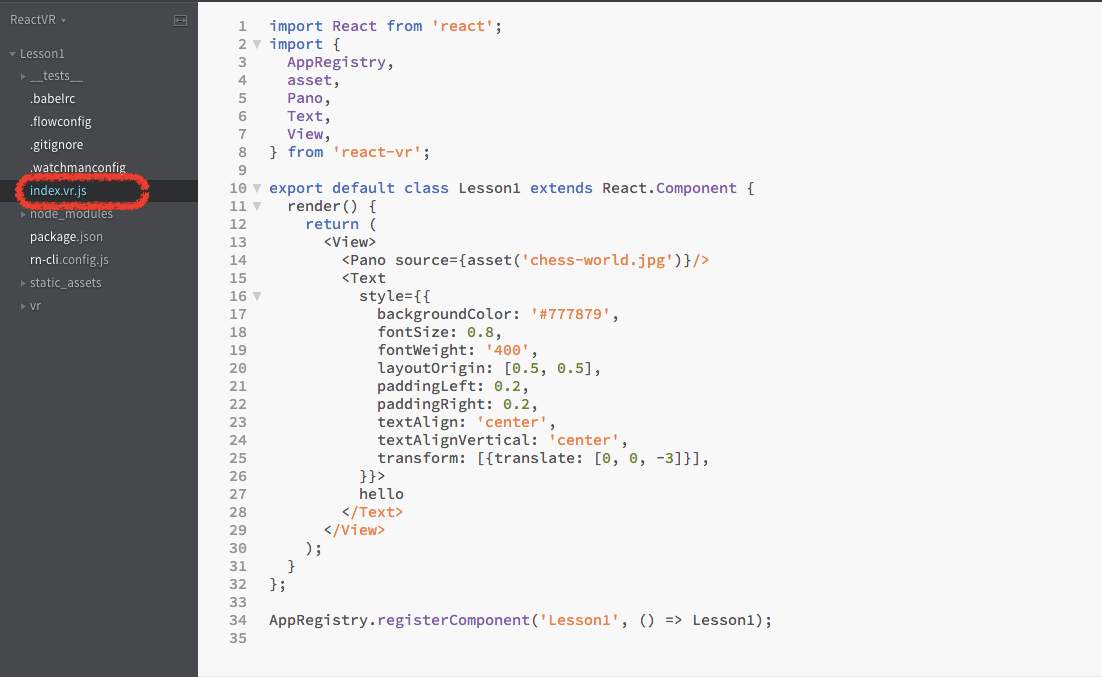 ReactVR
Lesson1
__tests__
.babelrc
.flowconfig
.gitignore
.watchmanconfig
index.vr.js
node_modules
package.json
rn-cli.config.js
static_assets
vr
1 import React from 'react';
2 import {
3   AppRegistry,
4   asset,
5   Pano,
6   Text,
7   View,
8 } from 'react-vr';
9
10 export default class Lesson1 extends React.Component {
11   render() {
12     return (
13       <View>
14         <Pano source={asset('chess-world.jpg')}/>
15         <Text
16           style={{
17             backgroundColor: '#777879',
18             fontSize: 0.8,
19             fontWeight: '400',
20             layoutOrigin: [0.5, 0.5],
21             paddingLeft: 0.2,
22             paddingRight: 0.2,
23             textAlign: 'center',
24             textAlignVertical: 'center',
25             transform: [{translate: [0, 0, -3]}],
26           }}>
27           hello
28         </Text>
29       </View>
30     );
31   }
32 };
33
34 AppRegistry.registerComponent('Lesson1', () => Lesson1);
35